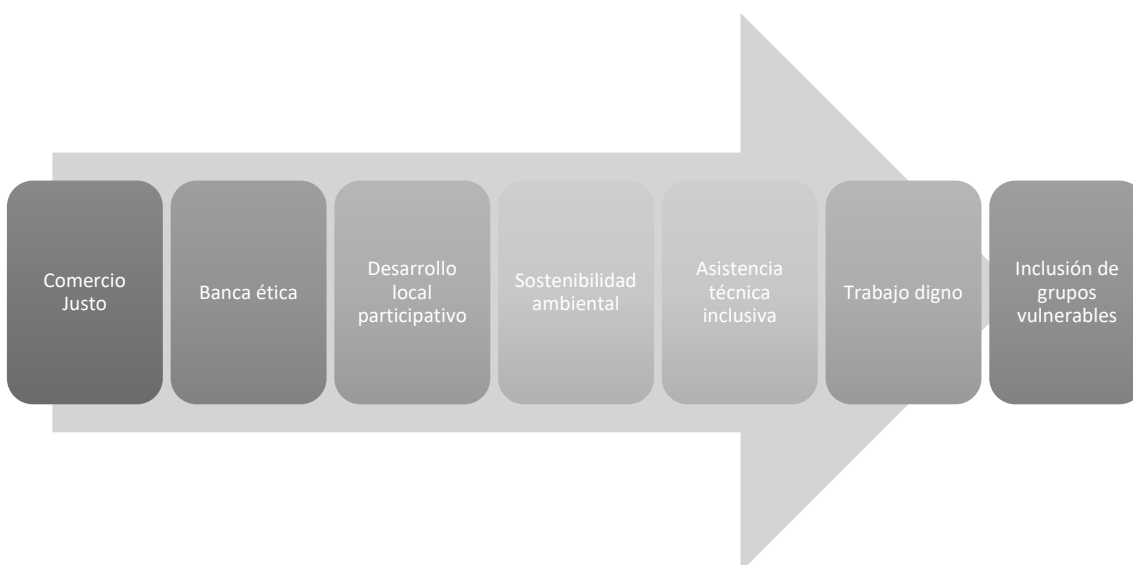 Comercio
Justo
Banca ética
Desarrollo
local
participativo
Sostenibilidad
ambiental
Asistencia
técnica
inclusiva
Trabajo digno
Inclusión de
grupos
vulnerables